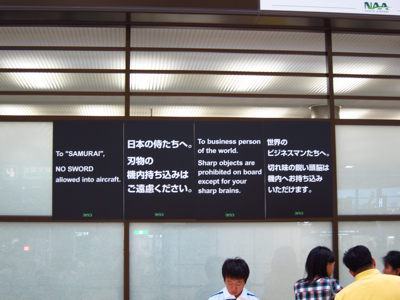 NAA
To "SAMURAI",
NO SWORD
allowed into aircraft.
日本の侍たちへ。
刃物の
機内持ち込みは
ご遠慮ください。
To business person
of the world.
Sharp objects are
prohibited on board
except for your
sharp brains.
世界の
ビジネスマンたちへ。
切れ味の鋭い頭脳は
機内へお持ち込み
いただけます。